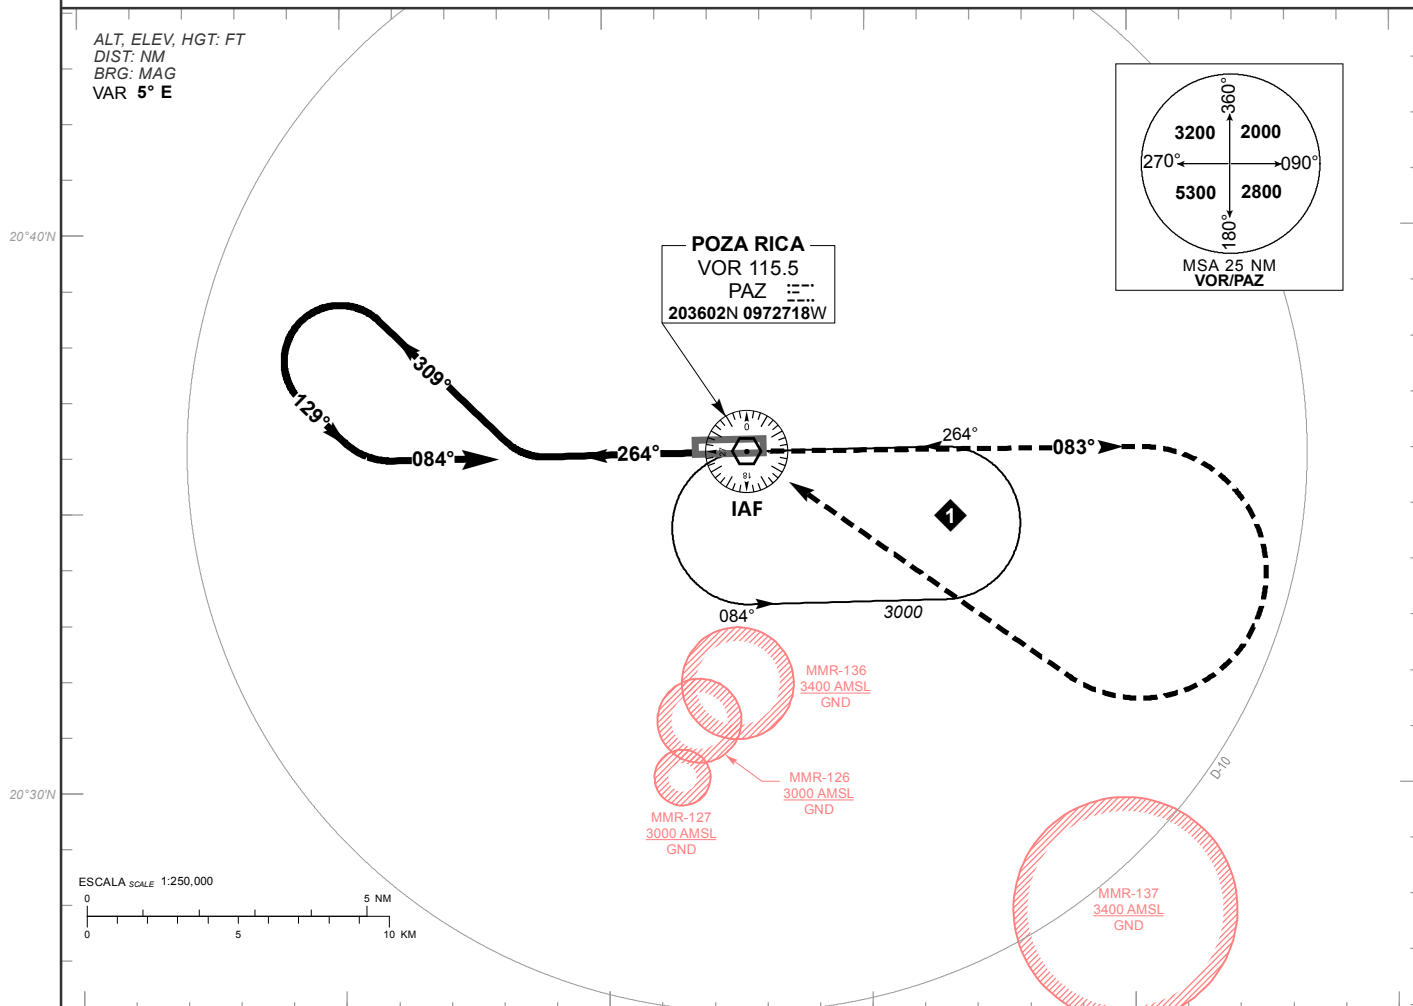 ALT, ELEV, HGT: FT
DIST: NM
BRG: MAG
VAR 5° E
360°
3200 2000
270° 090°
5300 2800
180°
MSA 25 NM
VOR/PAZ
20°40'N
POZA RICA
VOR 115.5
PAZ
203602N 0972718W
309°
129°
084°
264°
0
18
IAF
264°
083°
1
084°
3000
MMR-136
3400 AMSL
GND
MMR-126
3000 AMSL
GND
MMR-127
3000 AMSL
GND
D-10
20°30'N
MMR-137
3400 AMSL
GND
ESCALA SCALE 1:250,000
0 5 NM
0 5 10 KM